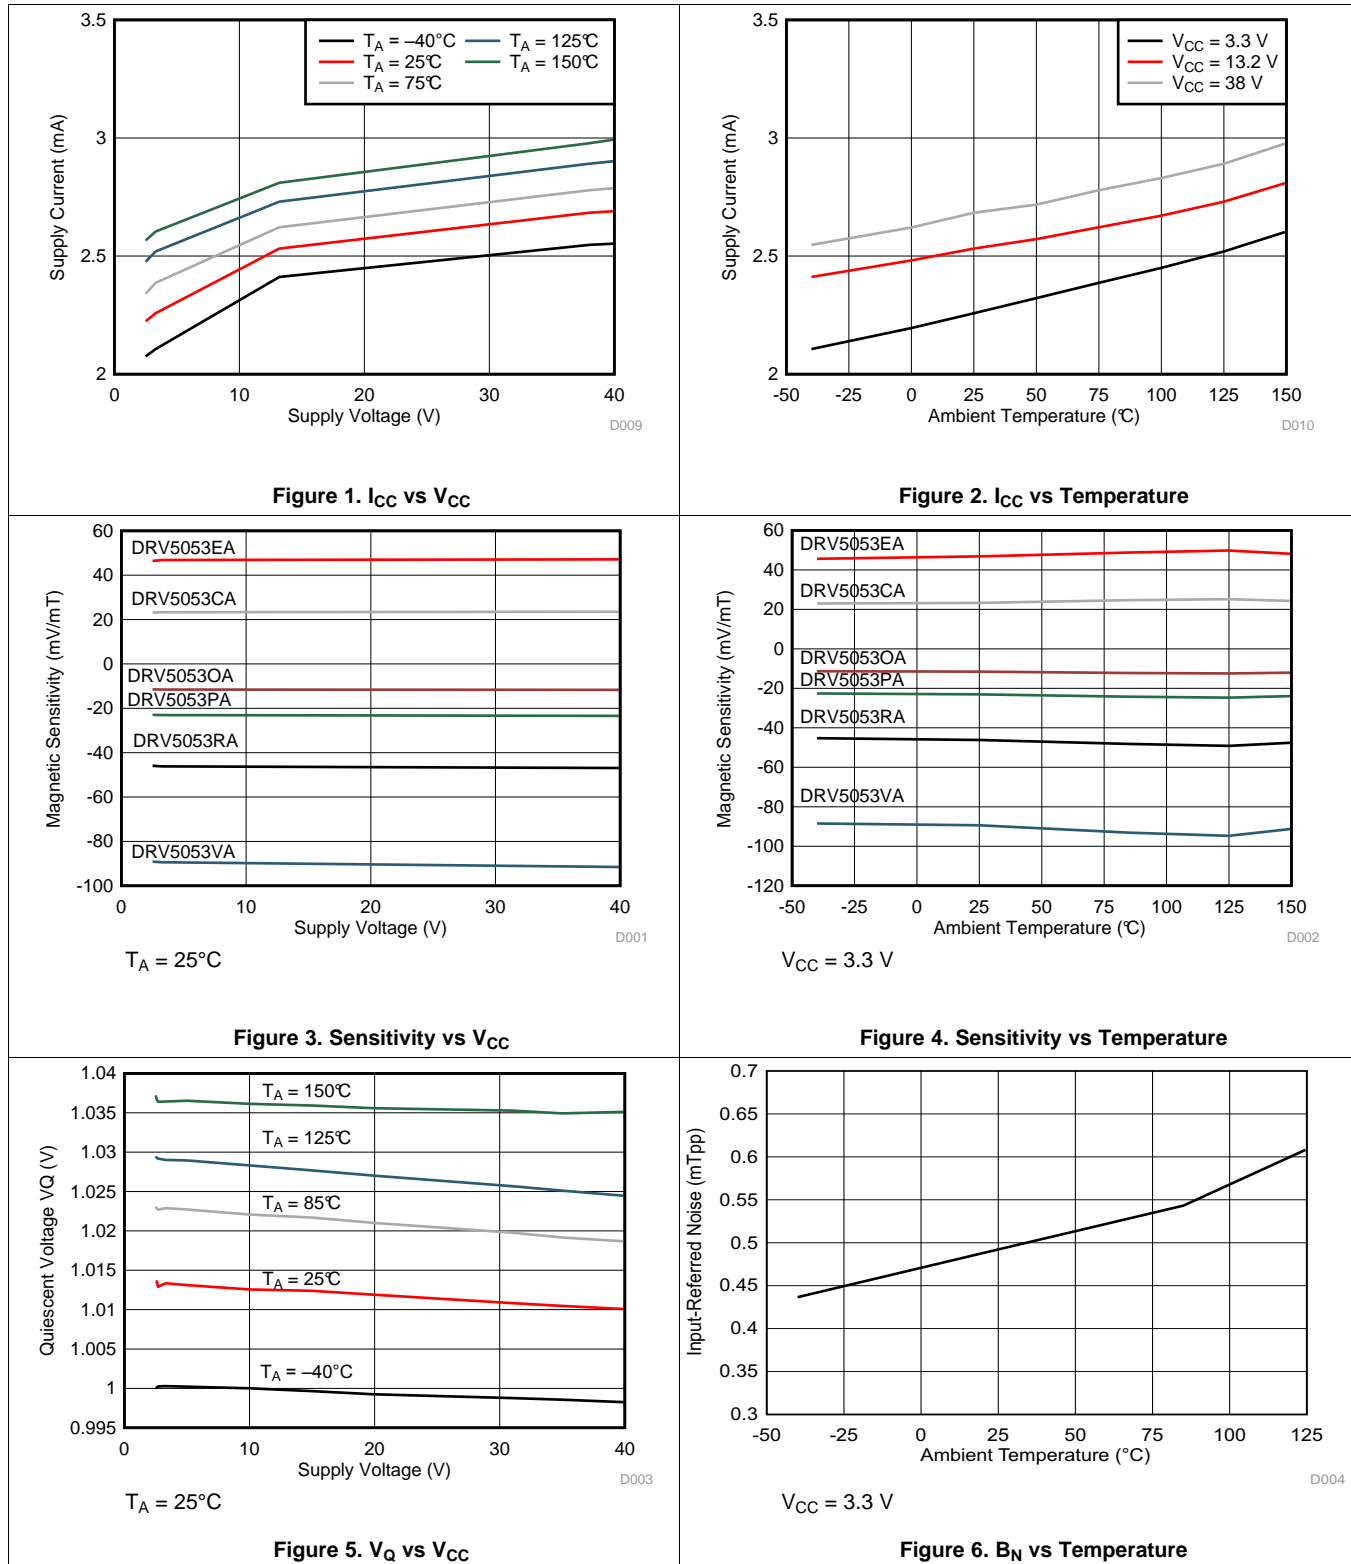 3.5
3
2.5
2
0
10
20
30
40
Supply Current (mA)
Supply Voltage (V)
T_A = –40°C
T_A = 25°C
T_A = 75°C
T_A = 125°C
T_A = 150°C
D009
Figure 1. I_CC vs V_CC
3.5
3
2.5
2
-50
-25
0
25
50
75
100
125
150
Supply Current (mA)
Ambient Temperature (°C)
V_CC = 3.3 V
V_CC = 13.2 V
V_CC = 38 V
D010
Figure 2. I_CC vs Temperature
60
40
20
0
-20
-40
-60
-80
-100
0
10
20
30
40
Magnetic Sensitivity (mV/mT)
Supply Voltage (V)
DRV5053EA
DRV5053CA
DRV5053OA
DRV5053PA
DRV5053RA
DRV5053VA
D001
T_A = 25°C
Figure 3. Sensitivity vs V_CC
60
40
20
0
-20
-40
-60
-80
-100
-120
-50
-25
0
25
50
75
100
125
150
Magnetic Sensitivity (mV/mT)
Ambient Temperature (°C)
DRV5053EA
DRV5053CA
DRV5053OA
DRV5053PA
DRV5053RA
DRV5053VA
D002
V_CC = 3.3 V
Figure 4. Sensitivity vs Temperature
1.04
1.035
1.03
1.025
1.02
1.015
1.01
1.005
1
0.995
0
10
20
30
40
Quiescent Voltage VQ (V)
Supply Voltage (V)
T_A = 150°C
T_A = 125°C
T_A = 85°C
T_A = 25°C
T_A = –40°C
D003
T_A = 25°C
Figure 5. V_Q vs V_CC
0.7
0.65
0.6
0.55
0.5
0.45
0.4
0.35
0.3
-50
-25
0
25
50
75
100
125
Input-Referred Noise (mTpp)
Ambient Temperature (°C)
D004
V_CC = 3.3 V
Figure 6. B_N vs Temperature